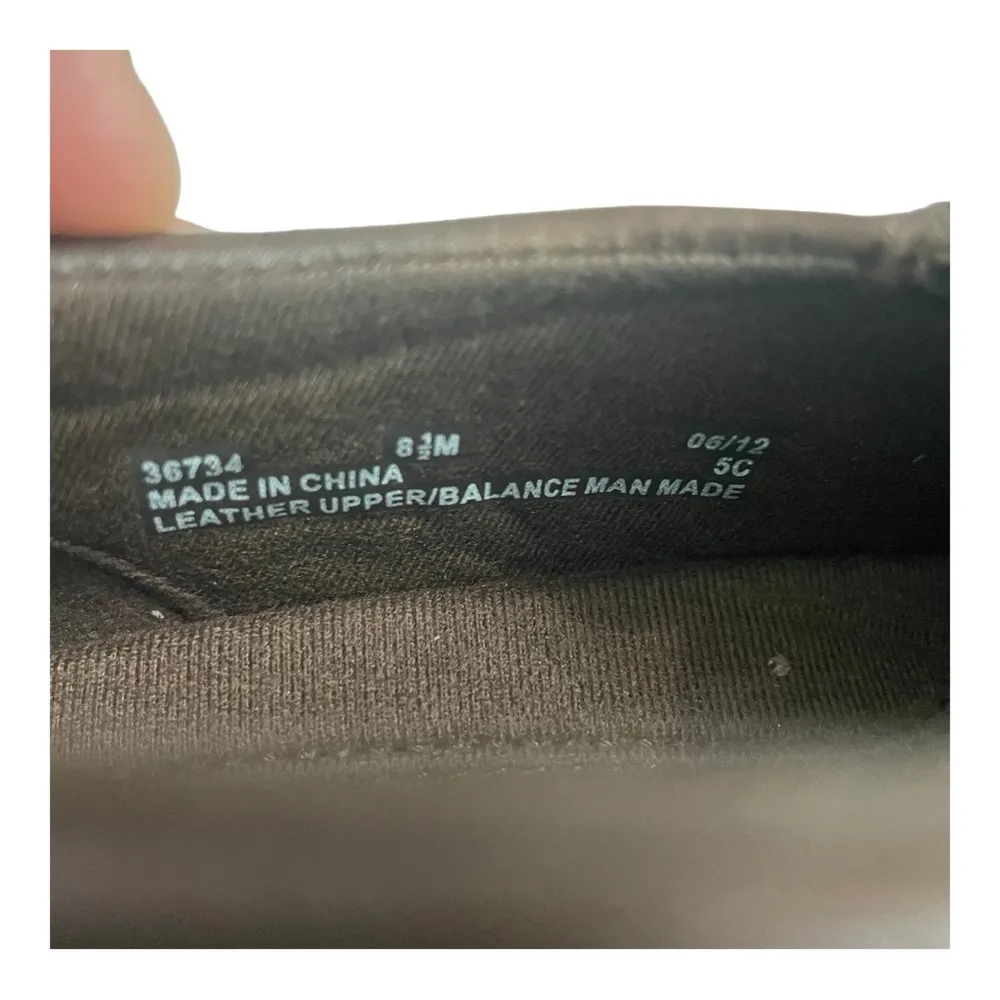 36734 8½M 06/12
MADE IN CHINA 5C
LEATHER UPPER/BALANCE MAN MADE